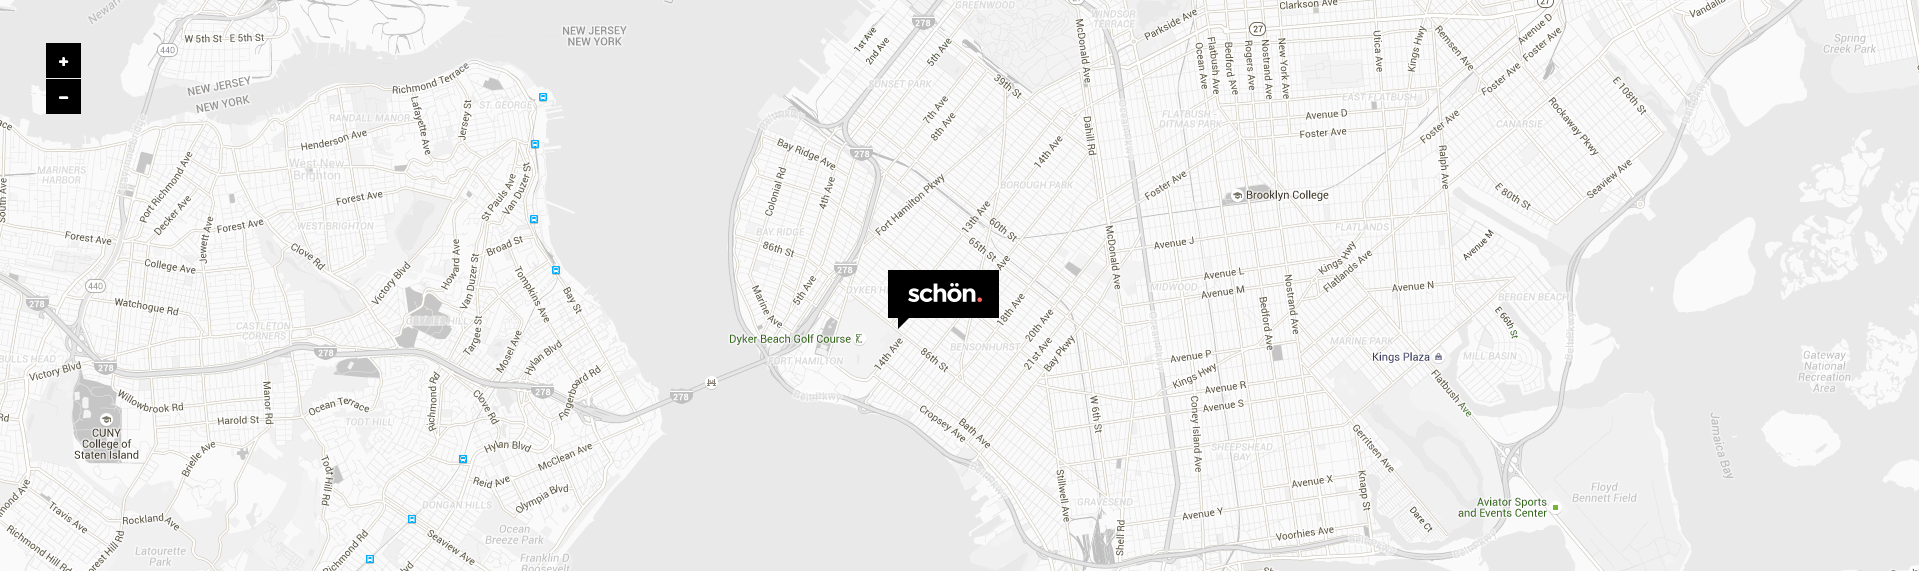 Newark
W 5th St
E 5th St
440
NEW JERSEY
NEW YORK
NEW JERSEY
NEW YORK
+
−
Richmond Terrace
ST. GEORGE
RANDALL MANOR
Lafayette Ave
Jersey St
Henderson Ave
West New
Brighton
MARINERS
HARBOR
Port Richmond Ave
Decker Ave
South Ave
Forest Ave
Forest Ave
Forest Ave
WEST BRIGHTON
Jewett Ave
St Pauls Ave
Van Duzer St
Broad St
Clove Rd
College Ave
Victory Blvd
Howard Ave
Van Duzer St
Tompkins Ave
Bay St
440
278
Watchogue Rd
CASTLETON
CORNERS
Targee St
Mosel Ave
Hylan Blvd
278
BULLS HEAD
Victory Blvd
278
278
Willowbrook Rd
Manor Rd
Harold St
Ocean Terrace
TODT HILL
Richmond Rd
Clove Rd
Fingerboard Rd
CUNY
College of
Staten Island
Brielle Ave
Todt Hill Rd
Hylan Blvd
McClean Ave
Reid Ave
Olympia Blvd
DONGAN HILLS
Travis Ave
Rockland Ave
Richmond Hill Rd
Forest Hill Rd
LATOURETTE
Park
Richmond Rd
Seaview Ave
Ocean
Breeze Park
Franklin D
Roosevelt
GREENWOOD
WINDSOR
TERRACE
278
1st Ave
2nd Ave
5th Ave
SUNSET PARK
39th St
7th Ave
8th Ave
McDonald Ave
Dahill Rd
Parkside Ave
Clarkson Ave
27
27
Ocean Ave
Flatbush Ave
Bedford Ave
Rogers Ave
Nostrand Ave
New York Ave
Utica Ave
Kings Hwy
Remsen Ave
Avenue D
Foster Ave
Foster Ave
Vandalia
Spring
Creek Park
E 108th St
Rockaway Pkwy
CANARSIE
EAST FLATBUSH
FLATBUSH
DITMAS PARK
Avenue D
Foster Ave
Foster Ave
Ralph Ave
Seaview Ave
E 80th St
Bay Ridge Ave
278
Colonial Rd
4th Ave
BAY RIDGE
86th St
Fort Hamilton Pkwy
14th Ave
BOROUGH PARK
13th Ave
60th St
65th St
Foster Ave
Brooklyn College
FLATLANDS
Avenue M
Avenue J
Kings Hwy
Flatlands Ave
McDonald Ave
Avenue L
Avenue M
MIDWOOD
Bedford Ave
Nostrand Ave
Avenue N
BERGEN BEACH
E 66th St
278
Marine Ave
5th Ave
schön.
18th Ave
20th Ave
21st Ave
Bay Pkwy
Dyker Beach Golf Course
FORT HAMILTON
14th Ave
86th St
BENSONHURST
MARINE PARK
Kings Plaza
MILL BASIN
Gateway
National
Recreation
Area
Avenue P
Kings Hwy
Avenue R
Avenue S
Flatbush Ave
278
W 6th St
Coney Island Ave
Cropsey Ave
Bath Ave
SHEEPSHEAD
BAY
Gerritsen Ave
Jamaica Bay
Stillwell Ave
GRAVESEND
Avenue X
Knapp St
Aviator Sports
and Events Center
Floyd
Bennett Field
Shell Rd
Avenue Y
Dare Ct
Voorhies Ave